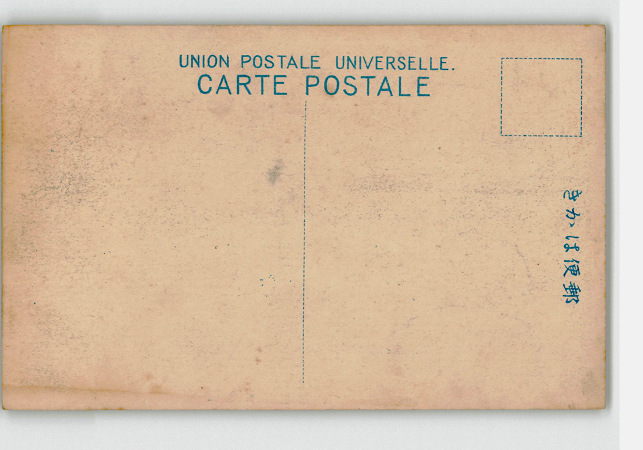 UNION POSTALE UNIVERSELLE.
CARTE POSTALE
郵便はかき